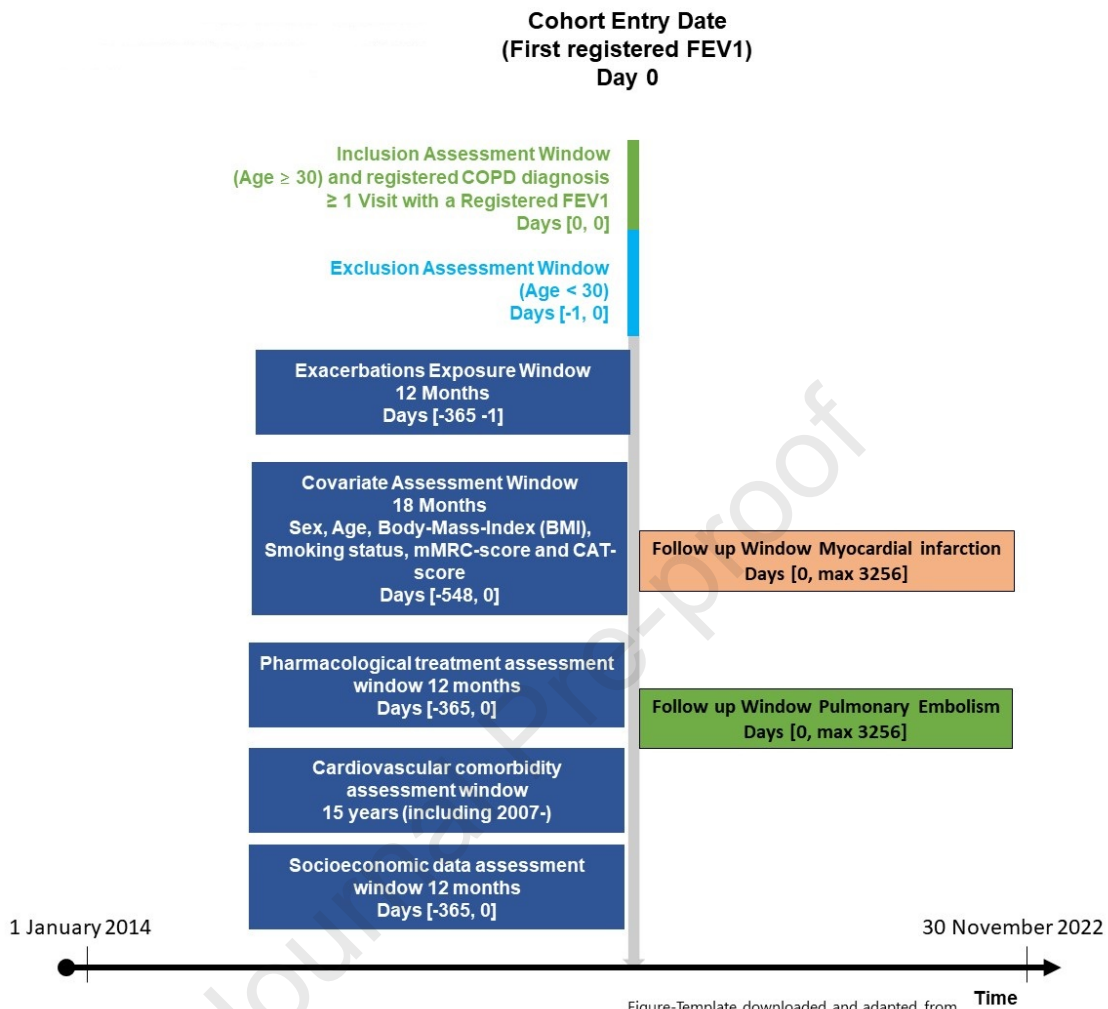 Cohort Entry Date
(First registered FEV1)
Day 0
Inclusion Assessment Window
(Age ≥ 30) and registered COPD diagnosis
≥ 1 Visit with a Registered FEV1
Days [0, 0]
Exclusion Assessment Window
(Age < 30)
Days [-1, 0]
Exacerbations Exposure Window
12 Months
Days [-365 -1]
Covariate Assessment Window
18 Months
Sex, Age, Body-Mass-Index (BMI),
Smoking status, mMRC-score and CAT-
score
Days [-548, 0]
Follow up Window Myocardial infarction
Days [0, max 3256]
Pharmacological treatment assessment
window 12 months
Days [-365, 0]
Follow up Window Pulmonary Embolism
Days [0, max 3256]
Cardiovascular comorbidity
assessment window
15 years (including 2007-)
Socioeconomic data assessment
window 12 months
Days [-365, 0]
1 January 2014
30 November 2022
Time
Figure-Template downloaded and adapted from
Journal Pre-proof